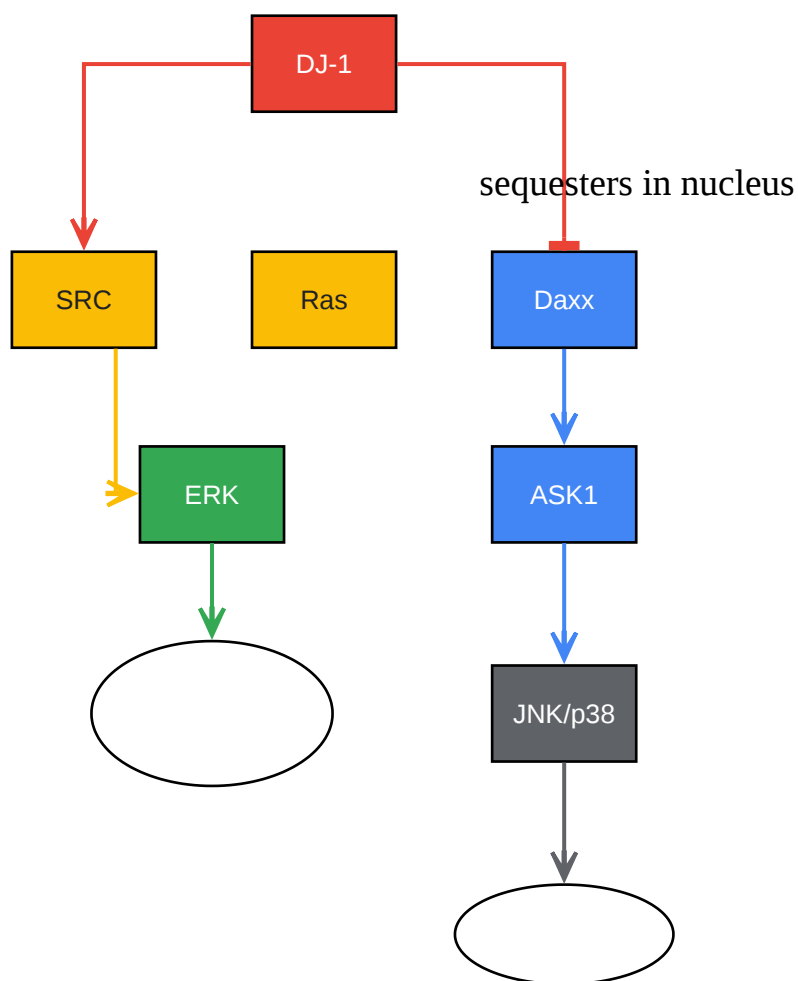 DJ-1
sequesters in nucleus
SRC
Ras
Daxx
ERK
ASK1
JNK/p38